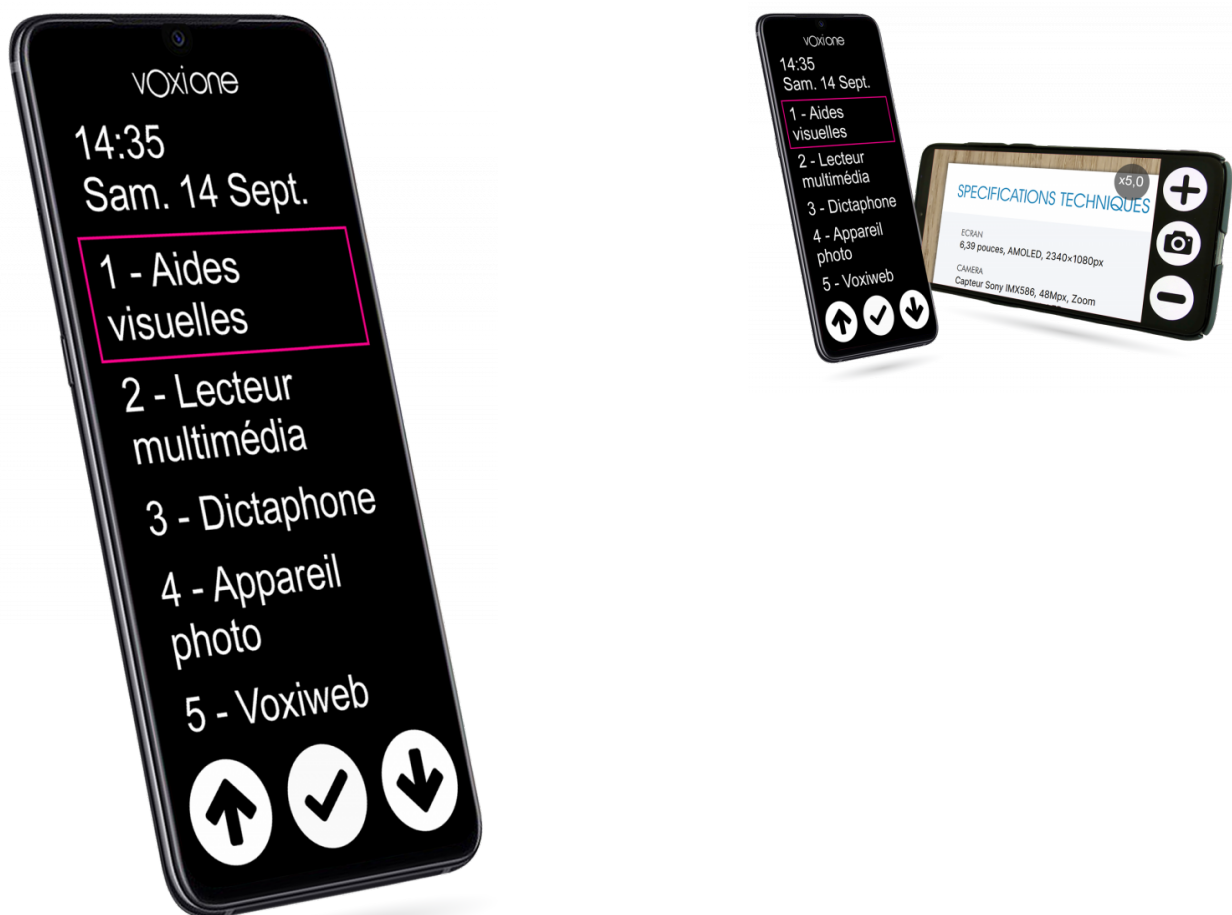 vOxione
14:35
Sam. 14 Sept.
1 - Aides
visuelles
2 - Lecteur
multimédia
3 - Dictaphone
4 - Appareil
photo
5 - Voxiweb
vOxione
14:35
Sam. 14 Sept.
1 - Aides
visuelles
2 - Lecteur
multimédia
3 - Dictaphone
4 - Appareil
photo
5 - Voxiweb
x5,0
SPECIFICATIONS TECHNIQUES
ECRAN
6,39 pouces, AMOLED, 2340×1080px
CAMERA
Capteur Sony IMX586, 48Mpx, Zoom